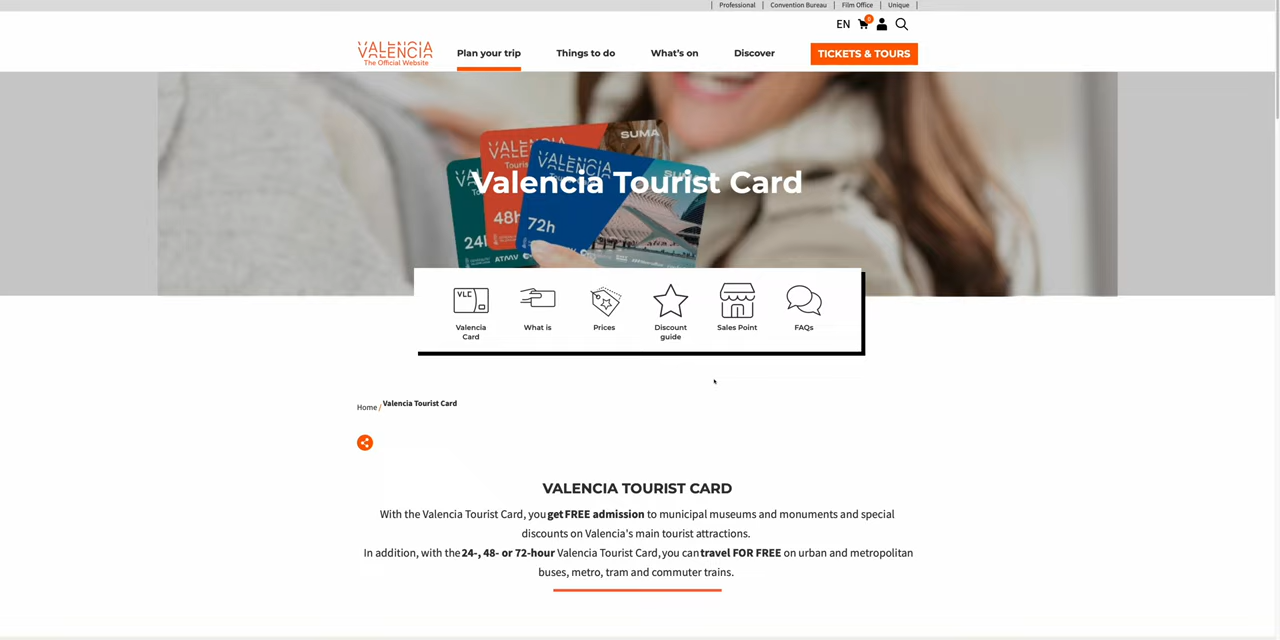 Professional
Convention Bureau
Film Office
Unique
EN
0
VALENCIA
The Official Website
Plan your trip
Things to do
What's on
Discover
TICKETS & TOURS
VALENCIA
SUMA
VALENCIA
Valencia Tourist Card
24h
48h
72h
ATMV
VLC
Valencia
Card
What is
Prices
Discount
guide
Sales Point
FAQs
Home / Valencia Tourist Card
VALENCIA TOURIST CARD
With the Valencia Tourist Card, you get FREE admission to municipal museums and monuments and special
discounts on Valencia's main tourist attractions.
In addition, with the 24-, 48- or 72-hour Valencia Tourist Card, you can travel FOR FREE on urban and metropolitan
buses, metro, tram and commuter trains.